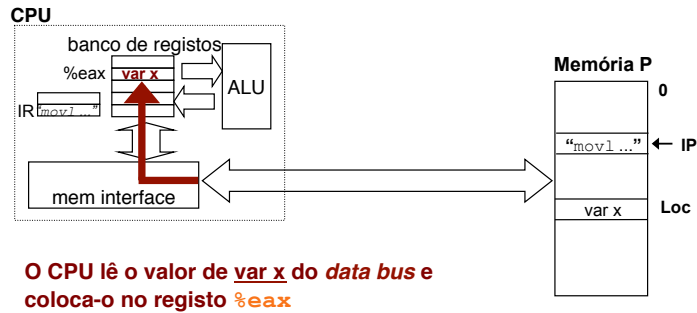 CPU
banco de registos
%eax
var x
ALU
IR
"movl ..."
mem interface
Memória P
0
"movl ..."
IP
var x
Loc
O CPU lê o valor de var x do data bus e
coloca-o no registo %eax